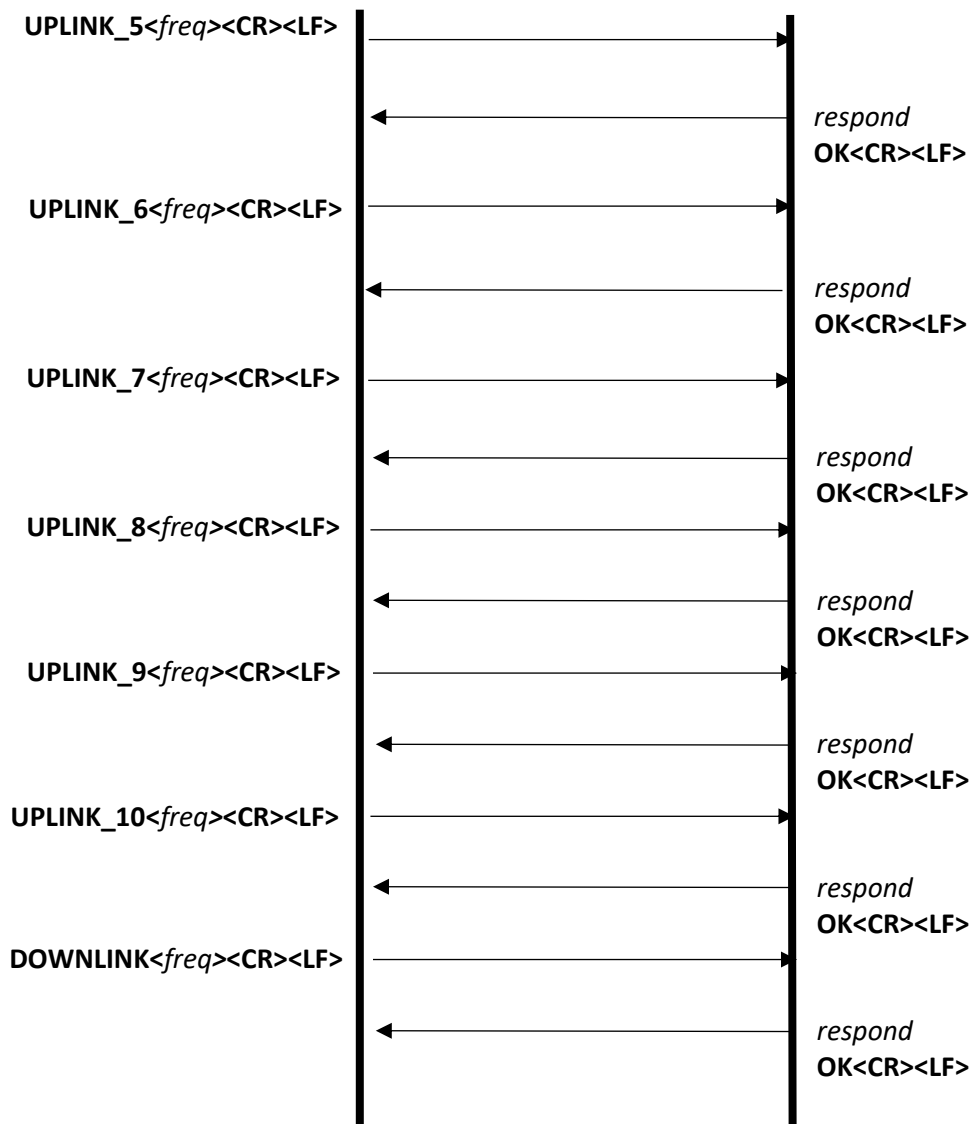 UPLINK_5<freq><CR><LF>
respond
OK<CR><LF>
UPLINK_6<freq><CR><LF>
respond
OK<CR><LF>
UPLINK_7<freq><CR><LF>
respond
OK<CR><LF>
UPLINK_8<freq><CR><LF>
respond
OK<CR><LF>
UPLINK_9<freq><CR><LF>
respond
OK<CR><LF>
UPLINK_10<freq><CR><LF>
respond
OK<CR><LF>
DOWNLINK<freq><CR><LF>
respond
OK<CR><LF>